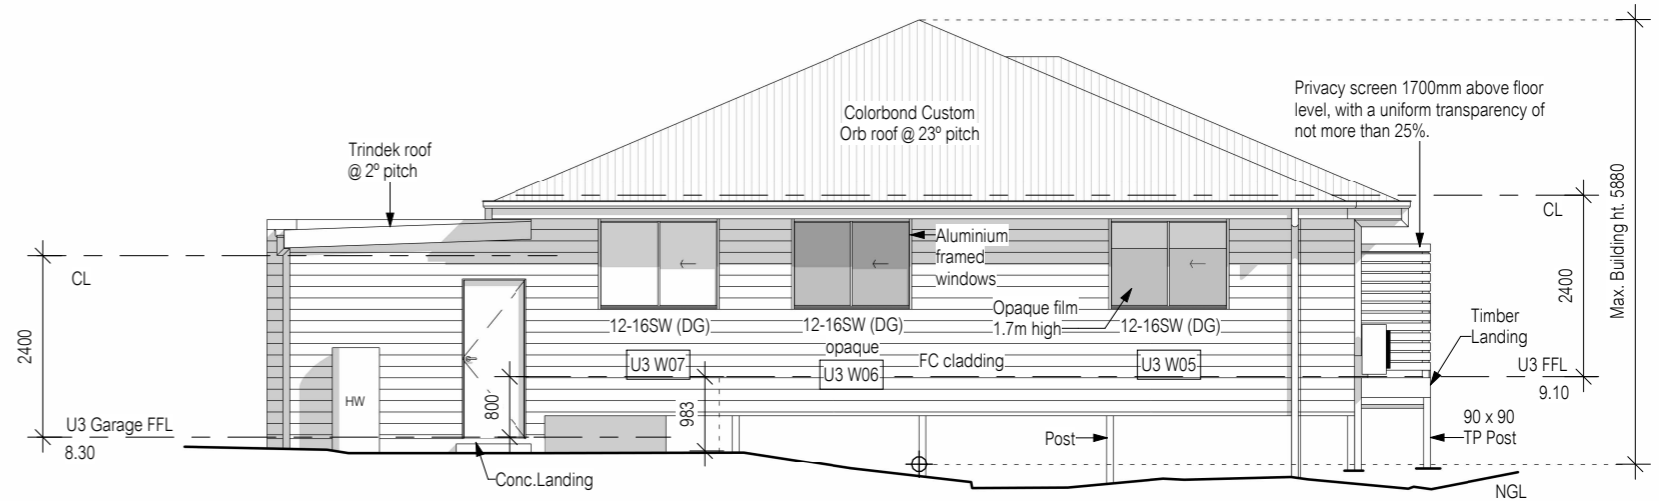 Colorbond Custom
Orb roof @ 23º pitch
Privacy screen 1700mm above floor
level, with a uniform transparency of
not more than 25%.
Trindek roof
@ 2º pitch
Max. Building ht. 5880
CL
CL
2400
2400
Aluminium
framed
windows
Opaque film
1.7m high
12-16SW (DG)
12-16SW (DG)
opaque
12-16SW (DG)
Timber
Landing
FC cladding
U3 W07
U3 W06
U3 W05
U3 FFL
9.10
HW
800
983
U3 Garage FFL
8.30
90 x 90
TP Post
Post
Conc.Landing
NGL